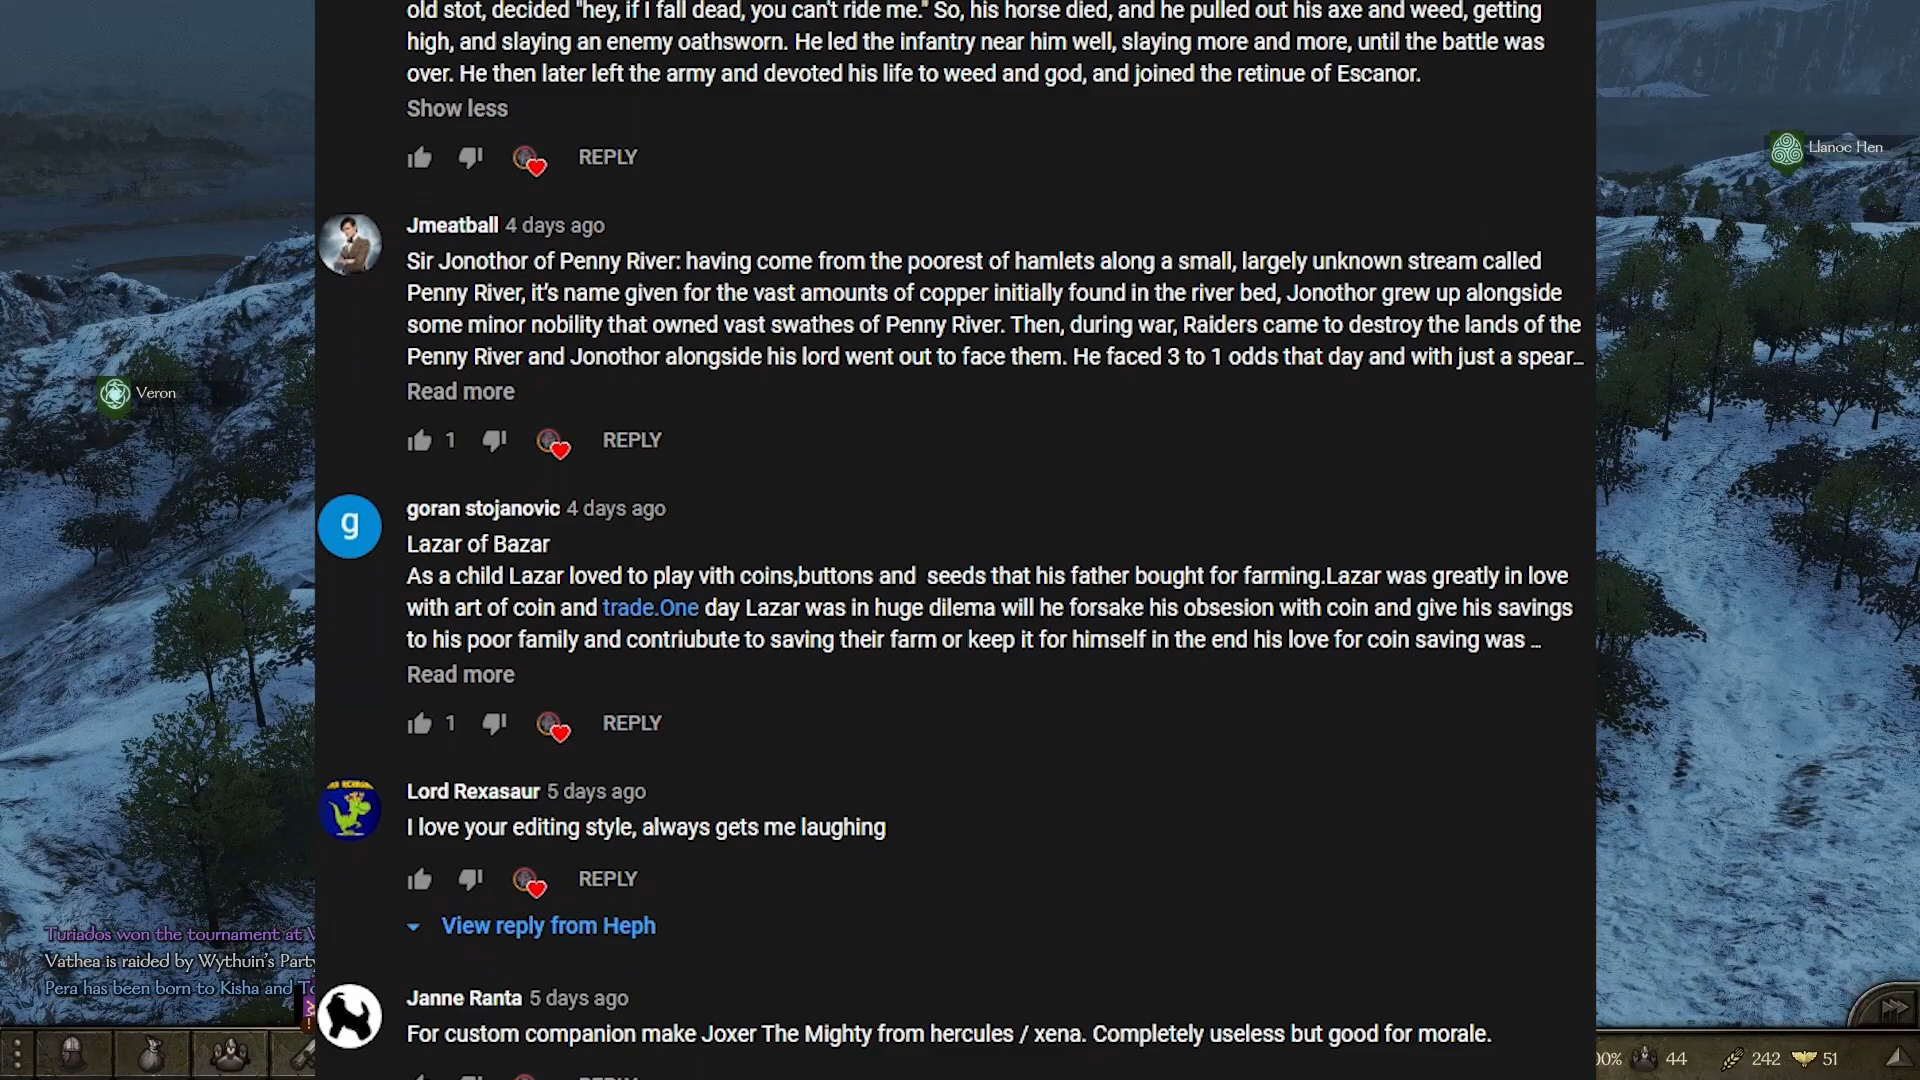 old stot, decided "hey, if I fall dead, you can't ride me." So, his horse died, and he pulled out his axe and weed, getting
high, and slaying an enemy oathsworn. He led the infantry near him well, slaying more and more, until the battle was
over. He then later left the army and devoted his life to weed and god, and joined the retinue of Escanor.
Show less
REPLY
Llanoc Hen
Jmeatball 4 days ago
Sir Jonothor of Penny River: having come from the poorest of hamlets along a small, largely unknown stream called
Penny River, it's name given for the vast amounts of copper initially found in the river bed, Jonothor grew up alongside
some minor nobility that owned vast swathes of Penny River. Then, during war, Raiders came to destroy the lands of the
Penny River and Jonothor alongside his lord went out to face them. He faced 3 to 1 odds that day and with just a spear…
Veron
Read more
1 REPLY
g
goran stojanovic 4 days ago
Lazar of Bazar
As a child Lazar loved to play vith coins,buttons and seeds that his father bought for farming.Lazar was greatly in love
with art of coin and trade.One day Lazar was in huge dilema will he forsake his obsesion with coin and give his savings
to his poor family and contriubute to saving their farm or keep it for himself in the end his love for coin saving was …
Read more
1 REPLY
Lord Rexasaur 5 days ago
I love your editing style, always gets me laughing
REPLY
View reply from Heph
Turiados won the tournament at
Vathea is raided by Wythuin's Party
Pera has been born to Kisha and
Janne Ranta 5 days ago
For custom companion make Joxer The Mighty from hercules / xena. Completely useless but good for morale.
00% 44 242 51